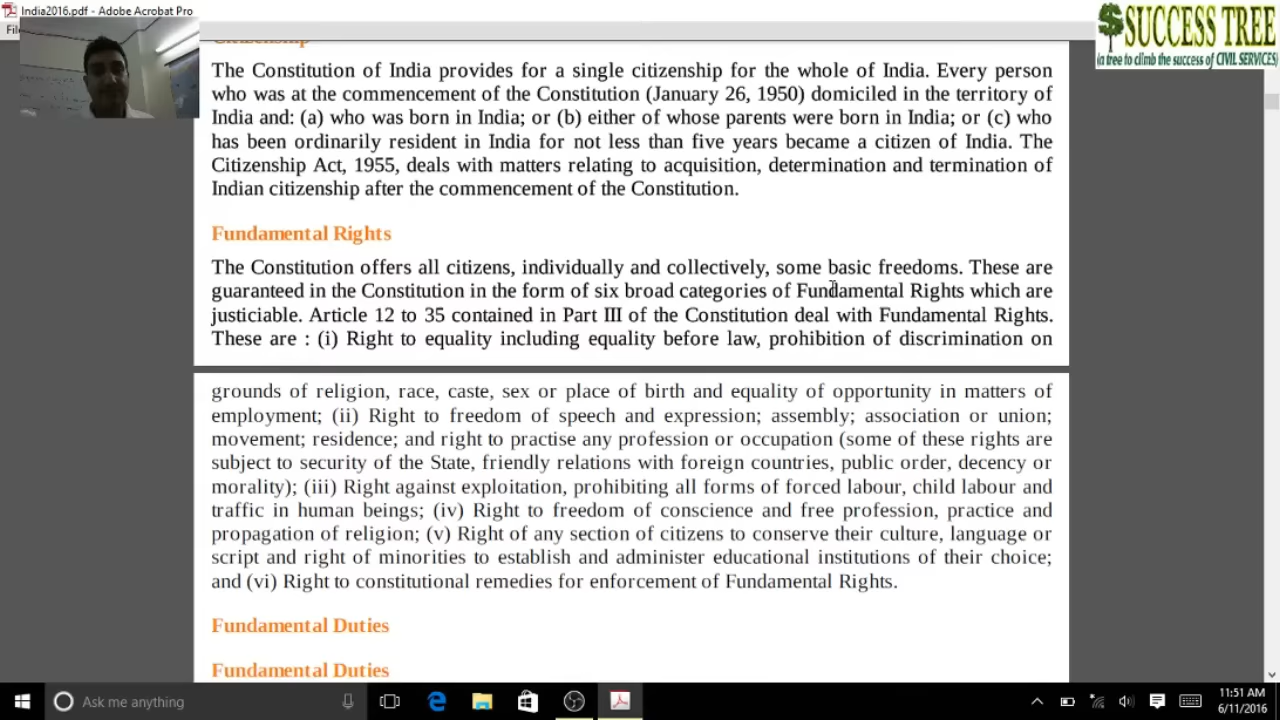 India2016.pdf - Adobe Acrobat Pro
SUCCESS TREE
(a tree to climb the success of CIVIL SERVICES)
Citizenship
The Constitution of India provides for a single citizenship for the whole of India. Every person
who was at the commencement of the Constitution (January 26, 1950) domiciled in the territory of
India and: (a) who was born in India; or (b) either of whose parents were born in India; or (c) who
has been ordinarily resident in India for not less than five years became a citizen of India. The
Citizenship Act, 1955, deals with matters relating to acquisition, determination and termination of
Indian citizenship after the commencement of the Constitution.
Fundamental Rights
The Constitution offers all citizens, individually and collectively, some basic freedoms. These are
guaranteed in the Constitution in the form of six broad categories of Fundamental Rights which are
justiciable. Article 12 to 35 contained in Part III of the Constitution deal with Fundamental Rights.
These are : (i) Right to equality including equality before law, prohibition of discrimination on
grounds of religion, race, caste, sex or place of birth and equality of opportunity in matters of
employment; (ii) Right to freedom of speech and expression; assembly; association or union;
movement; residence; and right to practise any profession or occupation (some of these rights are
subject to security of the State, friendly relations with foreign countries, public order, decency or
morality); (iii) Right against exploitation, prohibiting all forms of forced labour, child labour and
traffic in human beings; (iv) Right to freedom of conscience and free profession, practice and
propagation of religion; (v) Right of any section of citizens to conserve their culture, language or
script and right of minorities to establish and administer educational institutions of their choice;
and (vi) Right to constitutional remedies for enforcement of Fundamental Rights.
Fundamental Duties
Fundamental Duties
Ask me anything
11:51 AM
6/11/2016